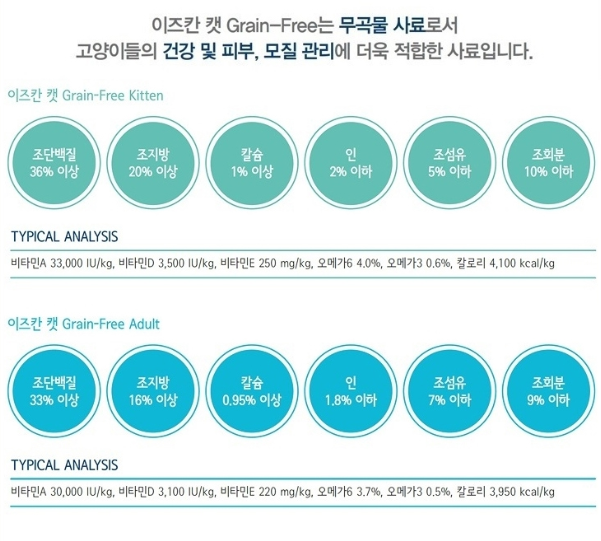 이즈칸 캣 Grain-Free는 무곡물 사료로서
고양이들의 건강 및 피부, 모질 관리에 더욱 적합한 사료입니다.
이즈칸 캣 Grain-Free Kitten
조단백질 조지방 칼슘 인 조섬유 조회분
36% 이상 20% 이상 1% 이상 2% 이하 5% 이하 10% 이하
TYPICAL ANALYSIS
비타민A 33,000 IU/kg, 비타민D 3,500 IU/kg, 비타민E 250 mg/kg, 오메가6 4.0%, 오메가3 0.6%, 칼로리 4,100 kcal/kg
이즈칸 캣 Grain-Free Adult
조단백질 조지방 칼슘 인 조섬유 조회분
33% 이상 16% 이상 0.95% 이상 1.8% 이하 7% 이하 9% 이하
TYPICAL ANALYSIS
비타민A 30,000 IU/kg, 비타민D 3,100 IU/kg, 비타민E 220 mg/kg, 오메가6 3.7%, 오메가3 0.5%, 칼로리 3,950 kcal/kg